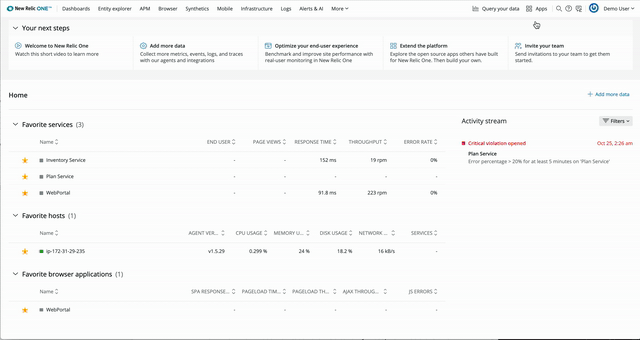 New Relic ONE™ Dashboards Entity explorer APM Browser Synthetics Mobile Infrastructure Logs Alerts & AI More Query your data Apps Demo User
Your next steps
Welcome to New Relic One
Watch this short video to learn more
Add more data
Collect more metrics, events, logs, and traces
with our agents and integrations
Optimize your end-user experience
Benchmark and improve site performance with
real-user monitoring in New Relic One
Extend the platform
Explore the open source apps others have built
for New Relic One. Then build your own.
Invite your team
Send invitations to your team to get them
started.
Home
+ Add more data
Favorite services (3)
Name END USER PAGE VIEWS RESPONSE TIME THROUGHPUT ERROR RATE
Inventory Service - - 152 ms 19 rpm 0%
Plan Service - - - - -
WebPortal - - 91.8 ms 223 rpm 0%
Favorite hosts (1)
Name AGENT VER... CPU USAGE MEMORY U... DISK USAGE NETWORK ... SERVICES
ip-172-31-29-235 v1.5.29 0.299 % 24 % 18.2 % 16 kB/s -
Favorite browser applications (1)
Name SPA RESPONSE... PAGELOAD TIM... PAGELOAD TH... AJAX THROUG... JS ERRORS
WebPortal - - - - -
Activity stream
Filters
Critical violation opened Oct 25, 2:26 am
Plan Service
Error percentage > 20% for at least 5 minutes on 'Plan Service'